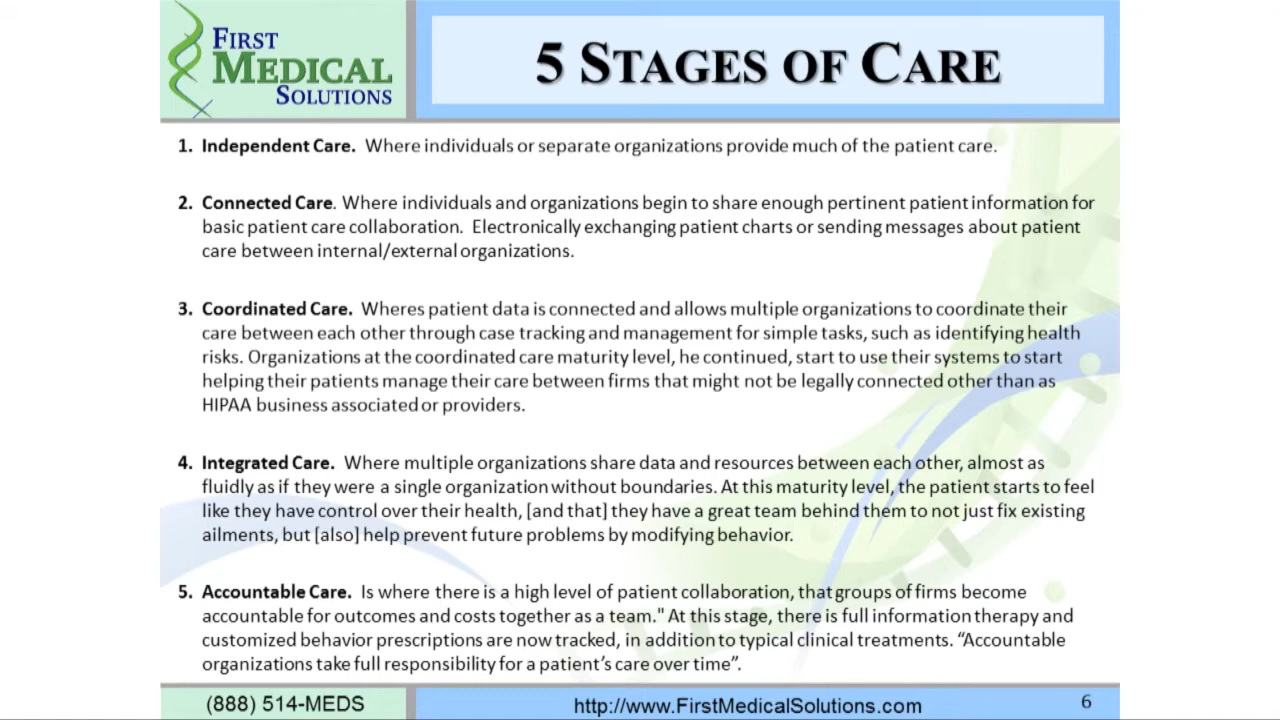 FIRST
MEDICAL
SOLUTIONS
5 STAGES OF CARE
1. Independent Care. Where individuals or separate organizations provide much of the patient care.
2. Connected Care. Where individuals and organizations begin to share enough pertinent patient information for
basic patient care collaboration. Electronically exchanging patient charts or sending messages about patient
care between internal/external organizations.
3. Coordinated Care. Wheres patient data is connected and allows multiple organizations to coordinate their
care between each other through case tracking and management for simple tasks, such as identifying health
risks. Organizations at the coordinated care maturity level, he continued, start to use their systems to start
helping their patients manage their care between firms that might not be legally connected other than as
HIPAA business associated or providers.
4. Integrated Care. Where multiple organizations share data and resources between each other, almost as
fluidly as if they were a single organization without boundaries. At this maturity level, the patient starts to feel
like they have control over their health, [and that] they have a great team behind them to not just fix existing
ailments, but [also] help prevent future problems by modifying behavior.
5. Accountable Care. Is where there is a high level of patient collaboration, that groups of firms become
accountable for outcomes and costs together as a team." At this stage, there is full information therapy and
customized behavior prescriptions are now tracked, in addition to typical clinical treatments. “Accountable
organizations take full responsibility for a patient’s care over time”.
(888) 514-MEDS
http://www.FirstMedicalSolutions.com
6